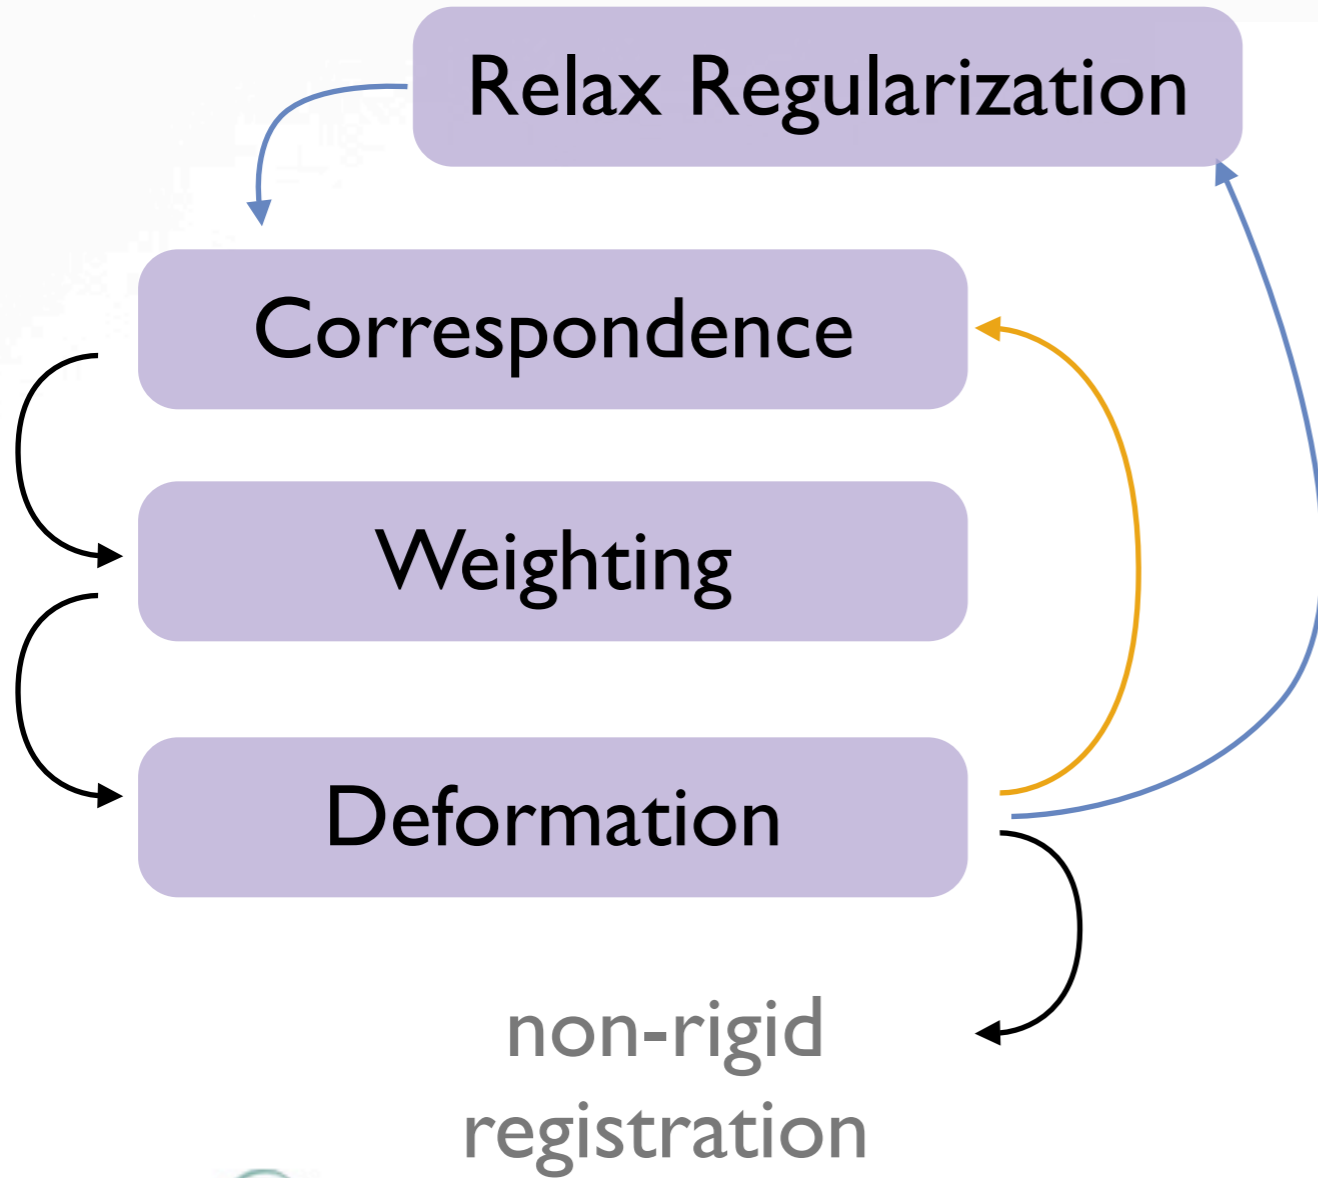 Relax Regularization
Correspondence
Weighting
Deformation
non-rigid
registration